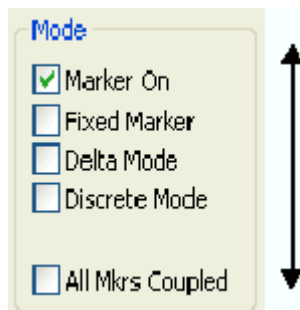 Mode
Marker On
Fixed Marker
Delta Mode
Discrete Mode
All Mkrs Coupled